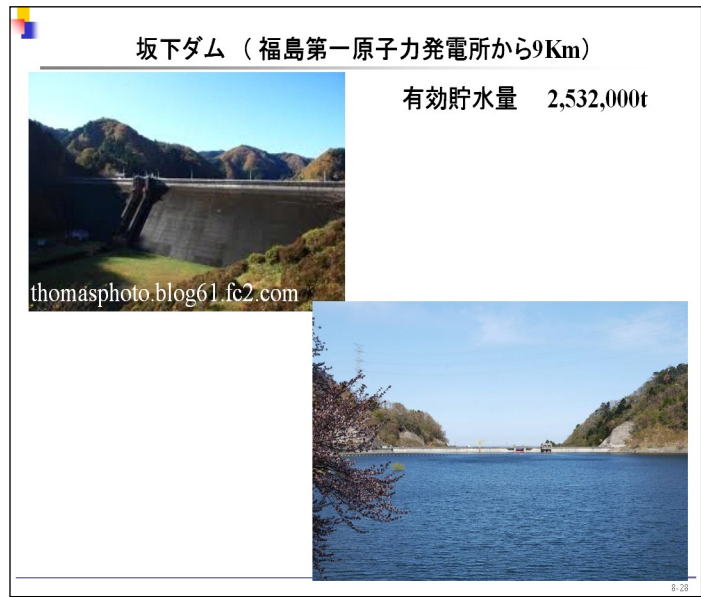 坂下ダム （ 福島第一原子力発電所から9Km）
有効貯水量 2,532,000t
thomasphoto.blog61.fc2.com
8-28